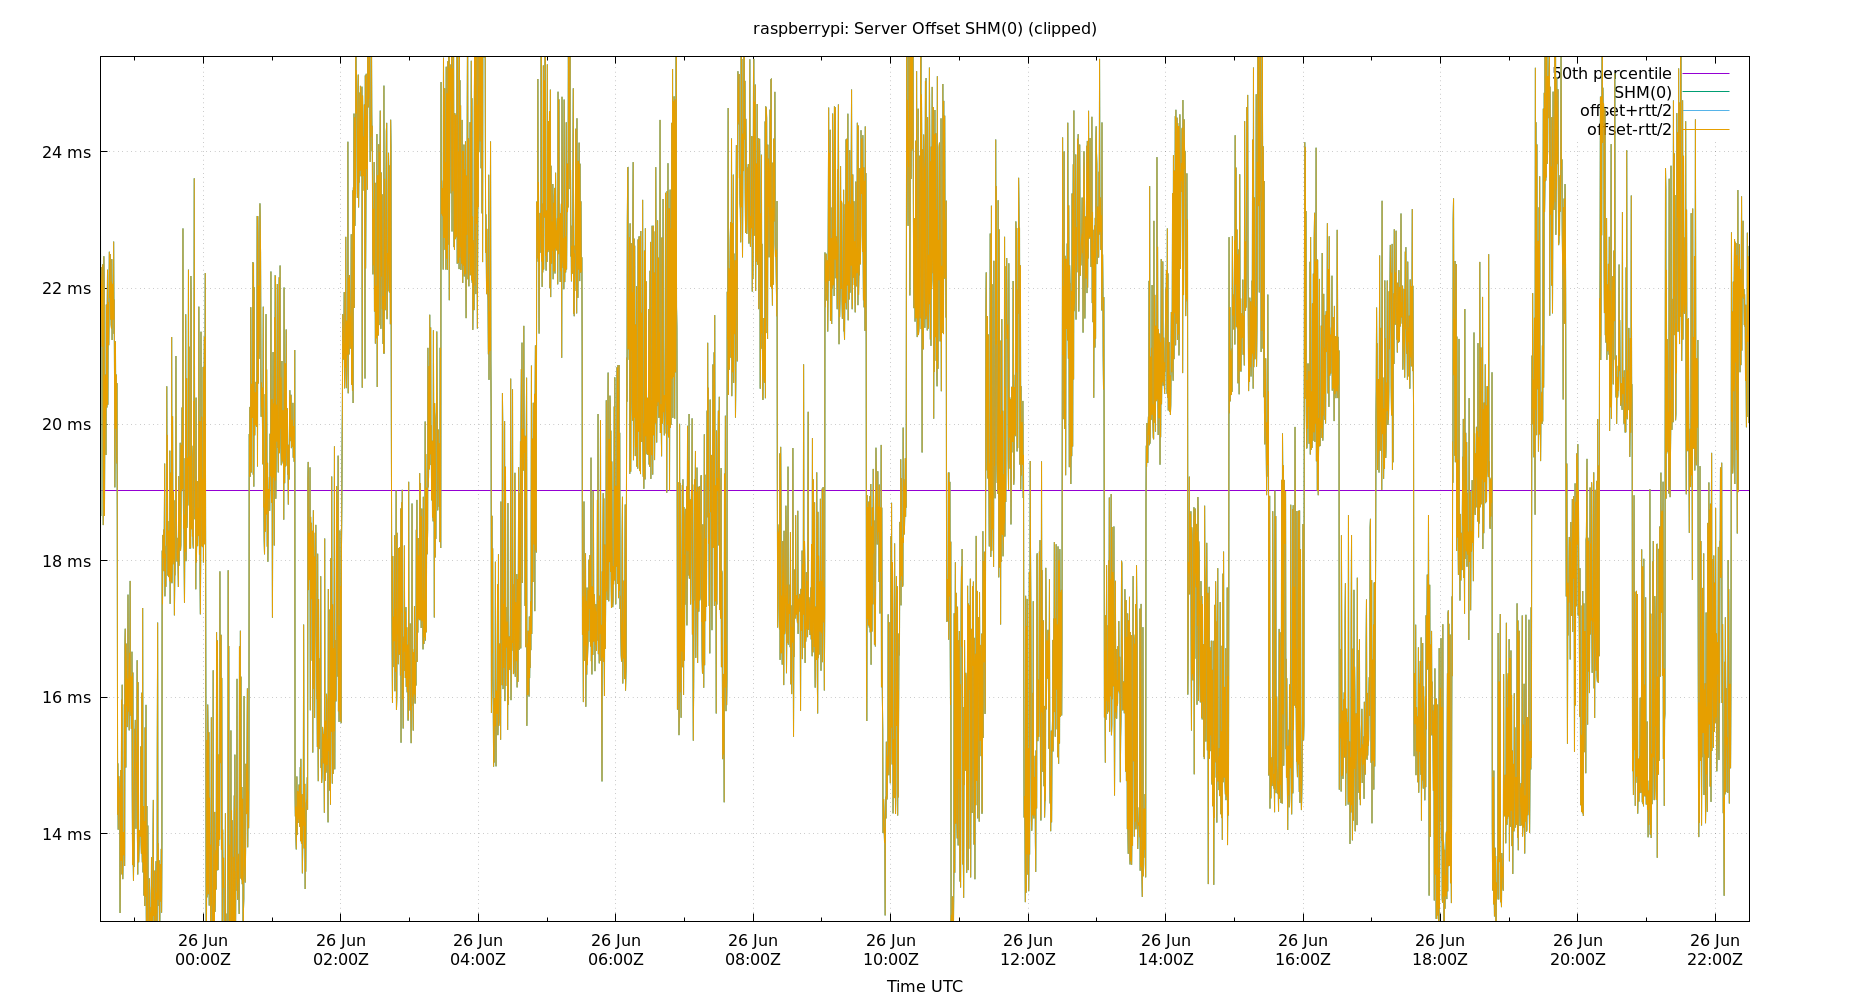 raspberrypi: Server Offset SHM(0) (clipped)
50th percentile
SHM(0)
offset+rtt/2
offset-rtt/2
24 ms
22 ms
20 ms
18 ms
16 ms
14 ms
26 Jun 26 Jun 26 Jun 26 Jun 26 Jun 26 Jun 26 Jun 26 Jun 26 Jun 26 Jun 26 Jun 26 Jun
00:00Z 02:00Z 04:00Z 06:00Z 08:00Z 10:00Z 12:00Z 14:00Z 16:00Z 18:00Z 20:00Z 22:00Z
Time UTC